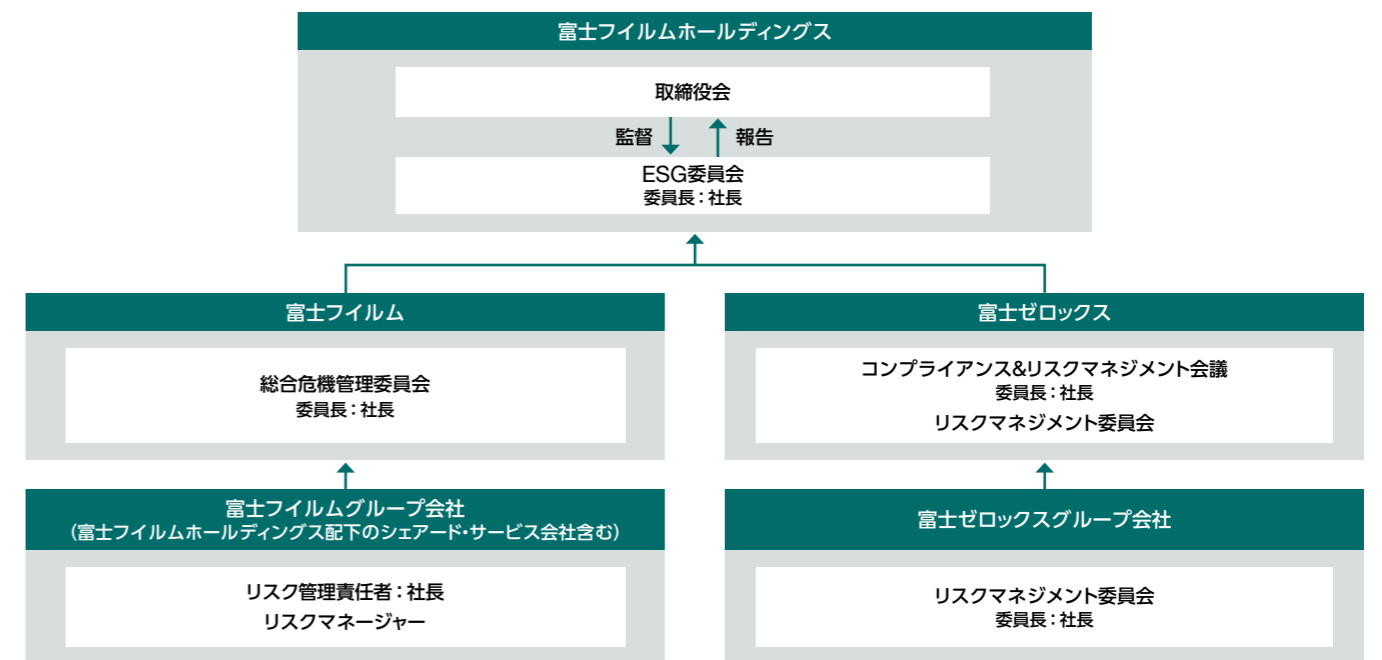 富士フイルムホールディングス
取締役会
監督 報告
ESG委員会
委員長：社長
富士フイルム
総合危機管理委員会
委員長：社長
富士ゼロックス
コンプライアンス&リスクマネジメント会議
委員長：社長
リスクマネジメント委員会
富士フイルムグループ会社
（富士フイルムホールディングス配下のシェアード・サービス会社含む）
リスク管理責任者：社長
リスクマネージャー
富士ゼロックスグループ会社
リスクマネジメント委員会
委員長：社長